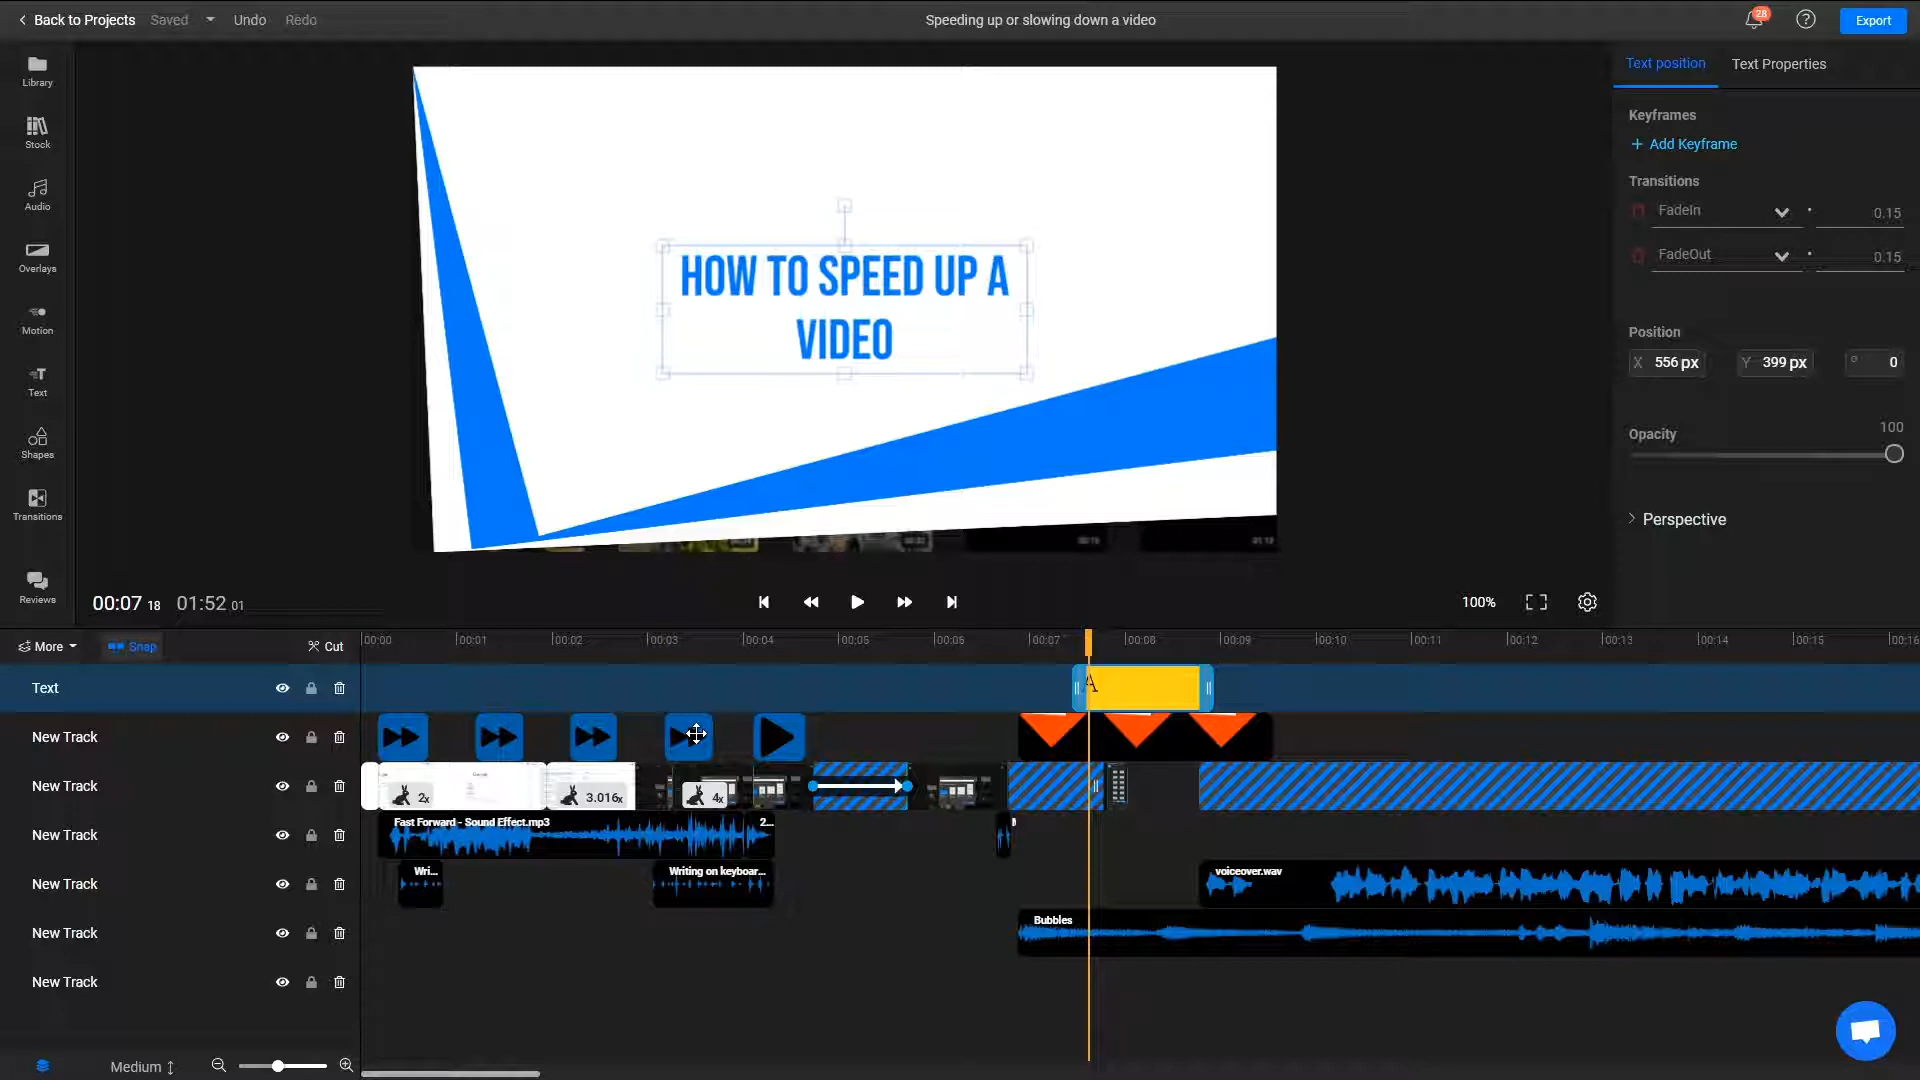 Back to Projects Saved Undo Redo Speeding up or slowing down a video 28 ? Export
Library
Stock
Audio
Overlays
Motion
Text
Shapes
Transitions
Reviews
HOW TO SPEED UP A
VIDEO
Text position Text Properties
Keyframes
+ Add Keyframe
Transitions
FadeIn 0.15
FadeOut 0.15
Position
X 556 px Y 399 px ° 0
Opacity 100
Perspective
00:07 18 01:52 01 100%
More Snap Cut 00:00 00:01 00:02 00:03 00:04 00:05 00:06 00:07 00:08 00:09 00:10 00:11 00:12 00:13 00:14 00:15 00:16
Text A
New Track
New Track 2x 3.016x 4x
New Track Fast Forward - Sound Effect.mp3 2...
New Track Wri... Writing on keyboar... voiceover.wav
New Track Bubbles
New Track
Medium